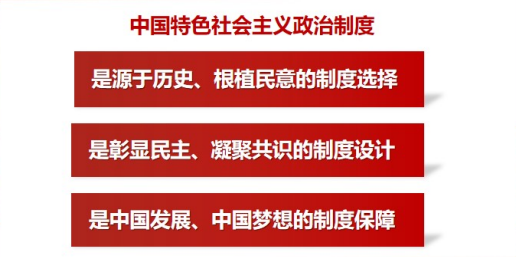 中国特色社会主义政治制度
是源于历史、根植民意的制度选择
是彰显民主、凝聚共识的制度设计
是中国发展、中国梦想的制度保障